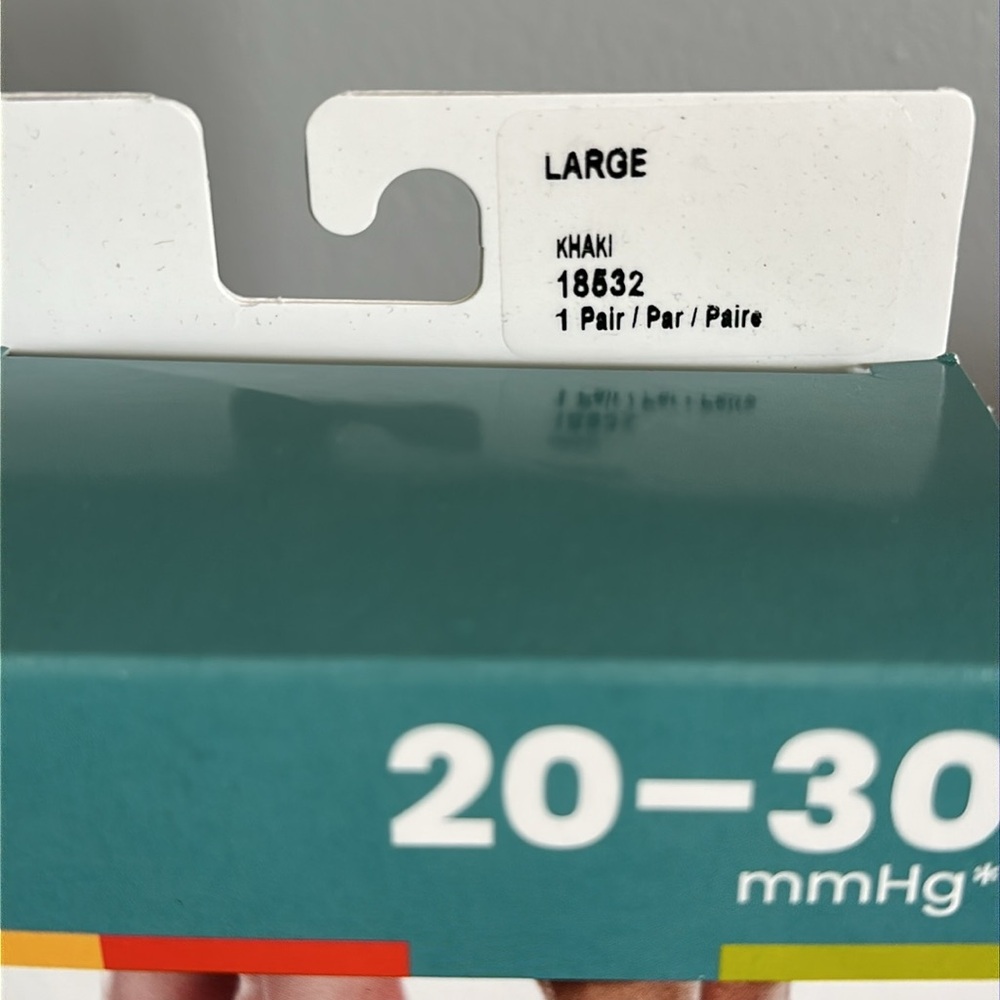 LARGE
KHAKI
18532
1 Pair / Par / Paire
20–30
mmHg*